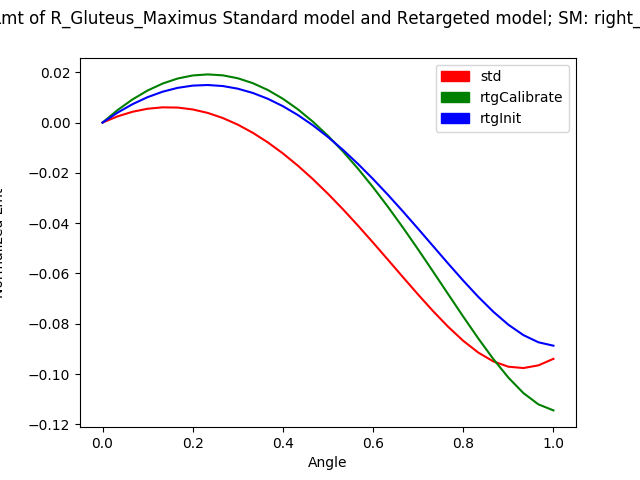 Lmt of R_Gluteus_Maximus Standard model and Retargeted model; SM: right_
std
rtgCalibrate
rtgInit
0.02
0.00
−0.02
−0.04
−0.06
−0.08
−0.10
−0.12
0.0 0.2 0.4 0.6 0.8 1.0
Angle